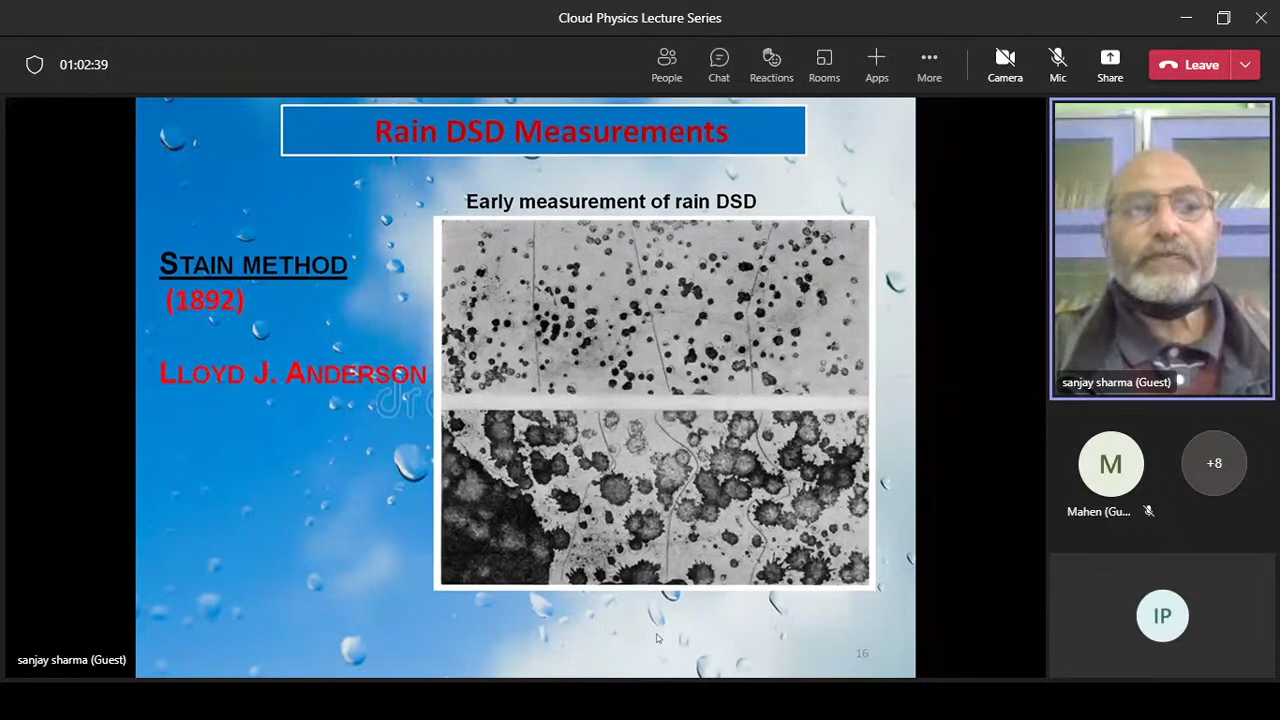 Cloud Physics Lecture Series
01:02:39
People
Chat
Reactions
Rooms
Apps
More
Camera
Mic
Share
Leave
Rain DSD Measurements
Early measurement of rain DSD
STAIN METHOD
(1892)
LLOYD J. ANDERSON
16
sanjay sharma (Guest)
sanjay sharma (Guest)
M
+8
Mahen (Gu...
IP